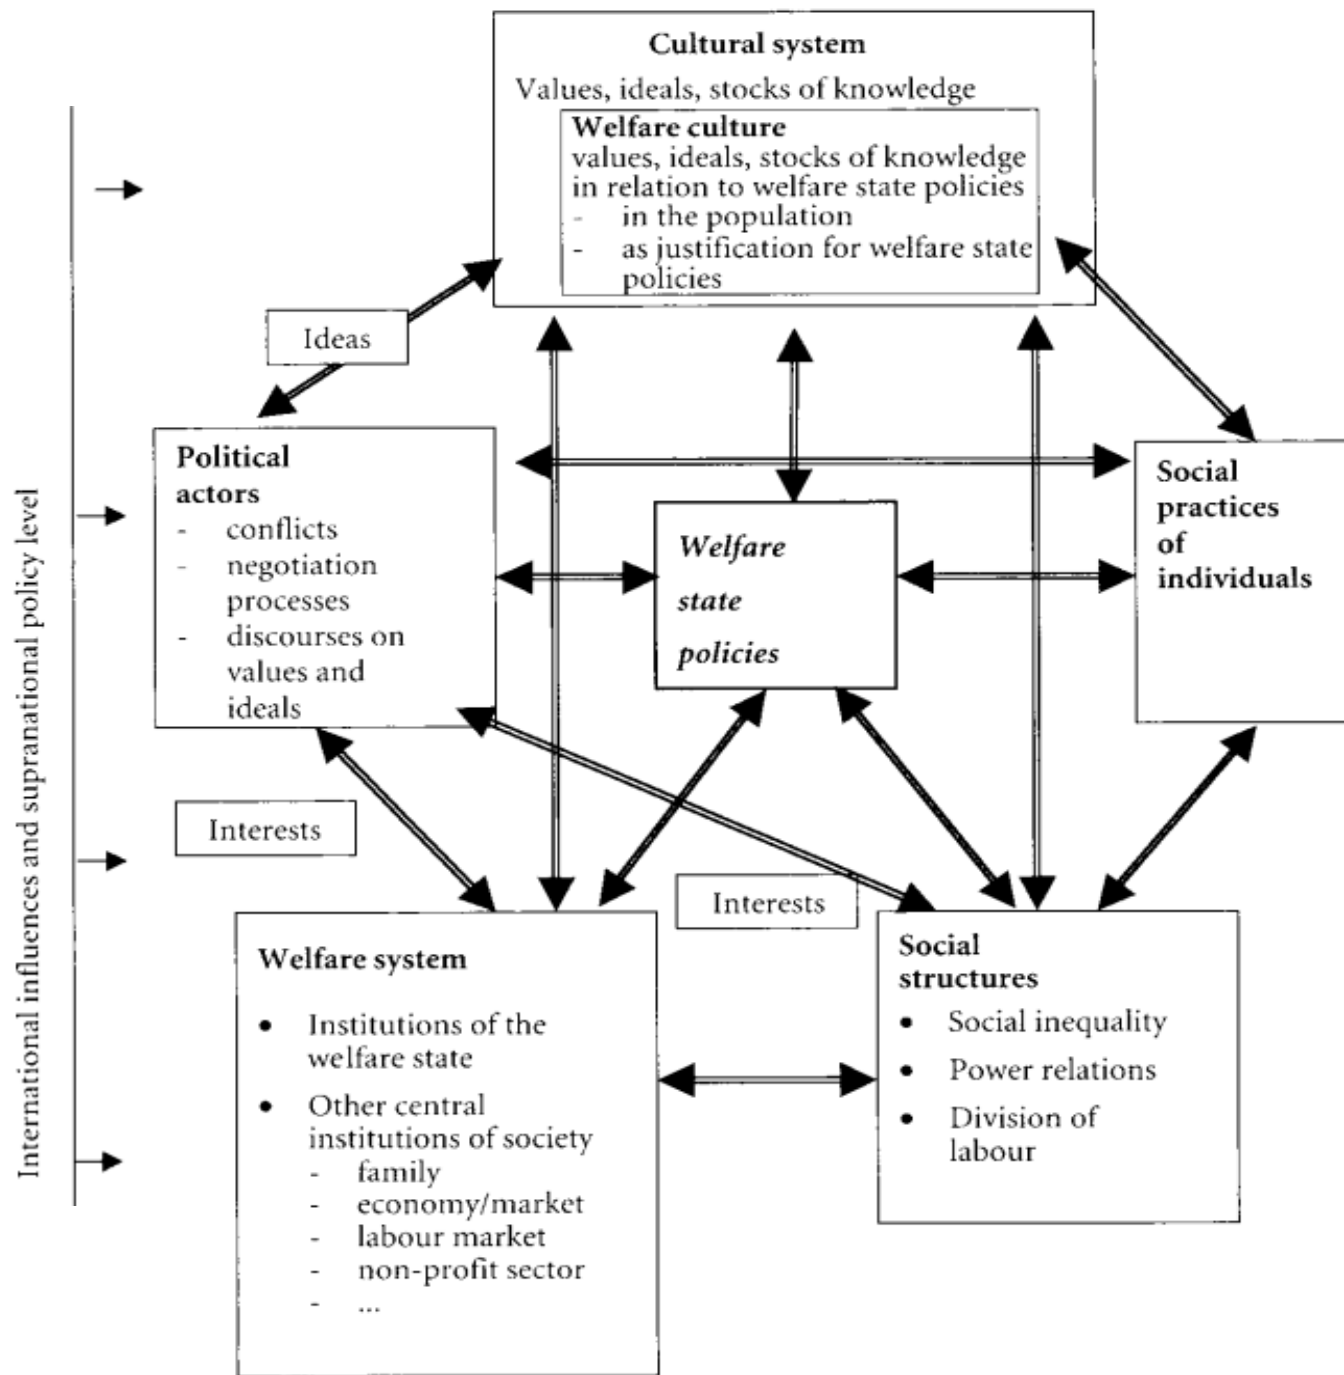 Cultural system
Values, ideals, stocks of knowledge
Welfare culture
values, ideals, stocks of knowledge
in relation to welfare state policies
- in the population
- as justification for welfare state
policies
Ideas
Political
actors
- conflicts
- negotiation
processes
- discourses on
values and
ideals
Welfare
state
policies
Social
practices
of
individuals
International influences and supranational policy level
Interests
Interests
Welfare system
• Institutions of the
welfare state
• Other central
institutions of society
- family
- economy/market
- labour market
- non-profit sector
- ...
Social
structures
• Social inequality
• Power relations
• Division of
labour